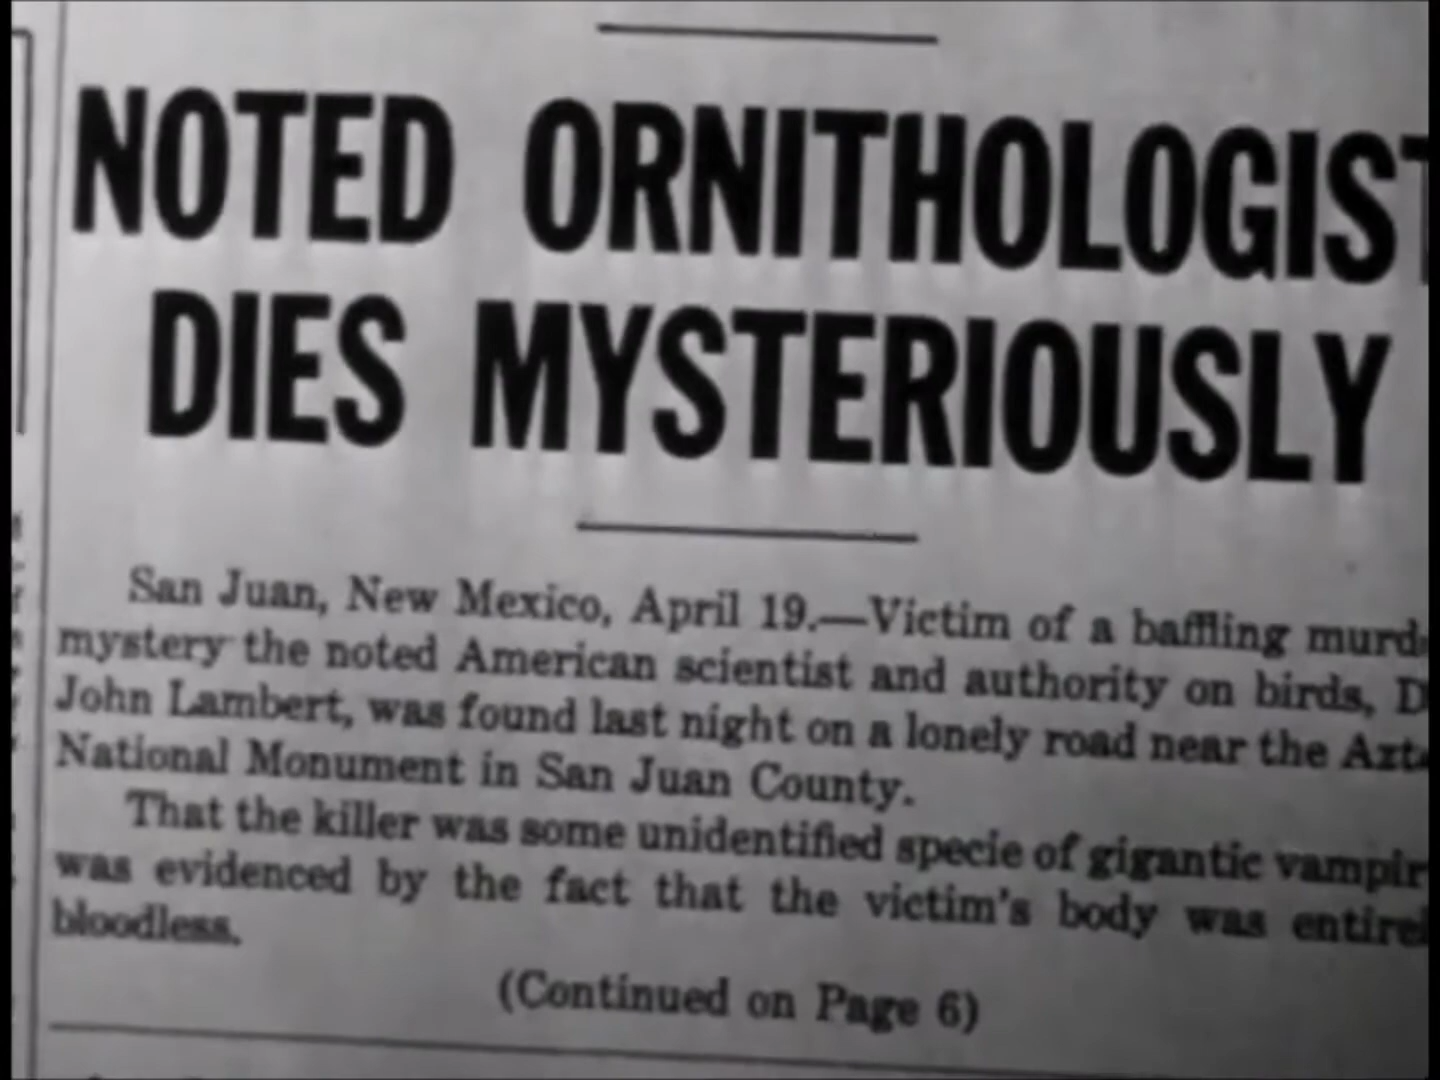 NOTED ORNITHOLOGIST
DIES MYSTERIOUSLY
San Juan, New Mexico, April 19.—Victim of a baffling
mystery the noted American scientist and authority on birds,
John Lambert, was found last night on a lonely road near the
National Monument in San Juan County.
That the killer was some unidentified specie of gigantic
was evidenced by the fact that the victim's body was
bloodless.
(Continued on Page 6)